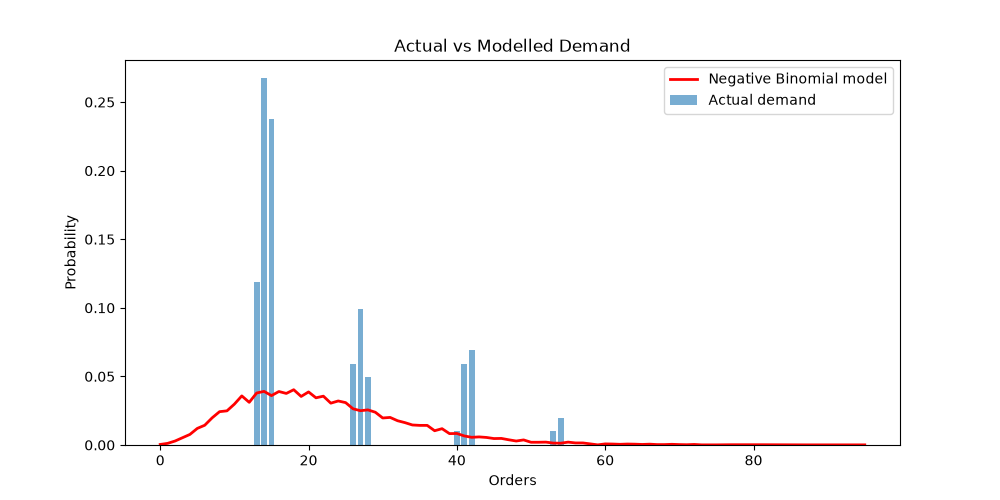 Actual vs Modelled Demand
Negative Binomial model
Actual demand
0.25
0.20
0.15
0.10
0.05
0.00
Probability
0
20
40
60
80
Orders